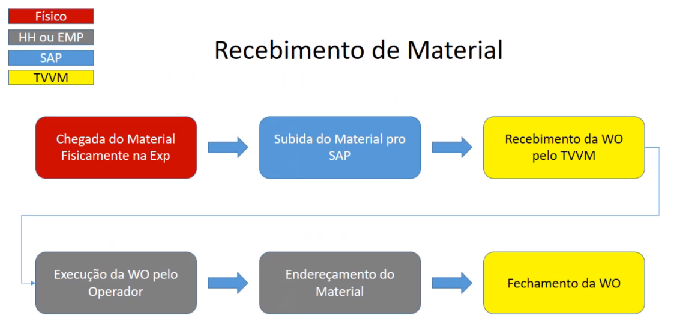 Físico
HH ou EMP
SAP
TVVM
Recebimento de Material
Chegada do Material
Fisicamente na Exp
Subida do Material pro
SAP
Recebimento da WO
pelo TVVM
Execução da WO pelo
Operador
Endereçamento do
Material
Fechamento da WO